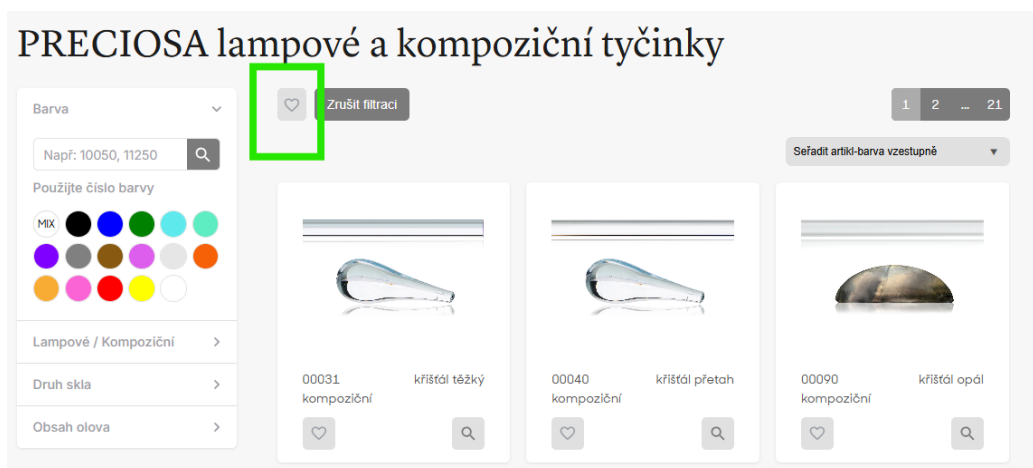 PRECIOSA lampové a kompoziční tyčinky
Barva
Např: 10050, 11250
Použijte číslo barvy
MIX
Lampové / Kompoziční
Druh skla
Obsah olova
Zrušit filtraci
1 2 ... 21
Seřadit artikl-barva vzestupně
00031 křišťál těžký
kompoziční
00040 křišťál přetah
kompoziční
00090 křišťál opál
kompoziční